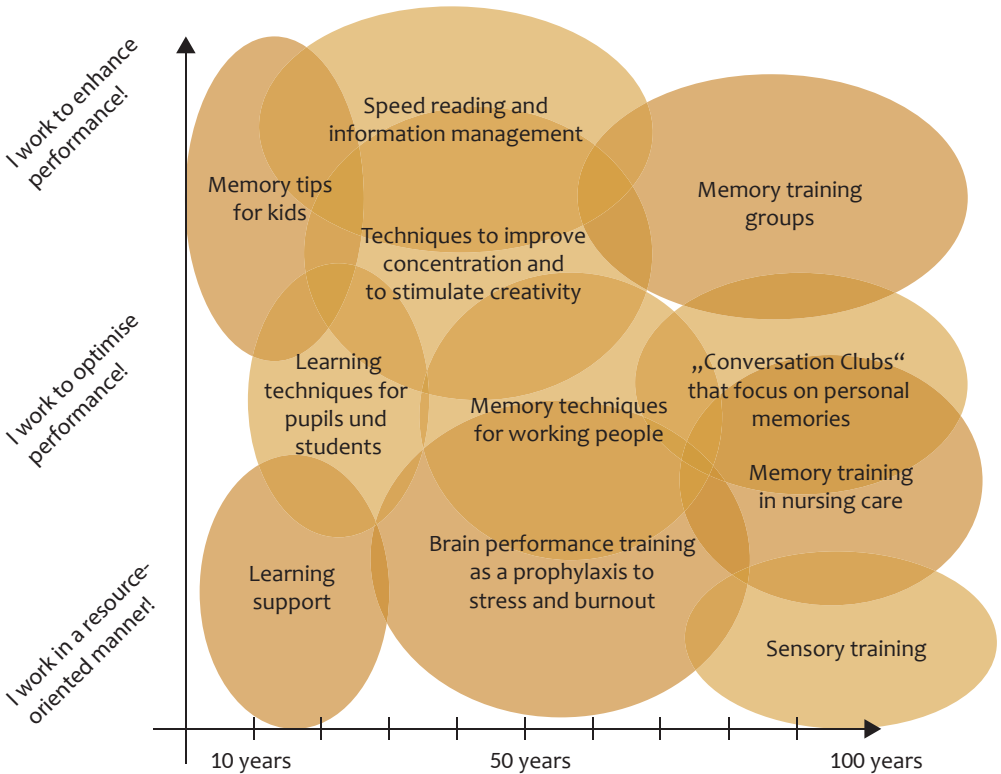 I work to enhance
performance!
Speed reading and
information management
Memory tips
for kids
Memory training
groups
Techniques to improve
concentration and
to stimulate creativity
I work to optimise
performance!
Learning
techniques for
pupils und
students
„Conversation Clubs“
that focus on personal
memories
Memory techniques
for working people
Memory training
in nursing care
Brain performance training
as a prophylaxis to
stress and burnout
Learning
support
I work in a resource-
oriented manner!
Sensory training
10 years
50 years
100 years